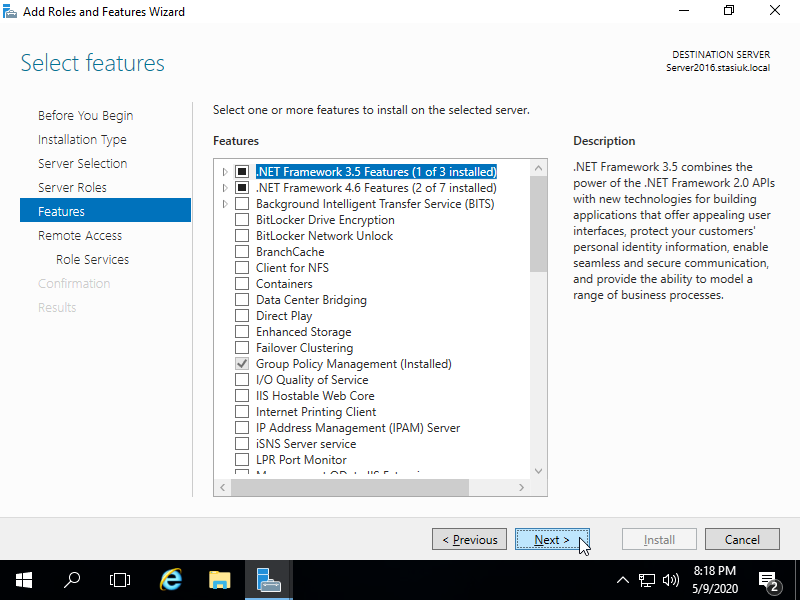 Add Roles and Features Wizard
Select features
DESTINATION SERVER
Server2016.stasiuk.local
Before You Begin
Installation Type
Server Selection
Server Roles
Features
Remote Access
Role Services
Confirmation
Results
Select one or more features to install on the selected server.
Features
.NET Framework 3.5 Features (1 of 3 installed)
.NET Framework 4.6 Features (2 of 7 installed)
Background Intelligent Transfer Service (BITS)
BitLocker Drive Encryption
BitLocker Network Unlock
BranchCache
Client for NFS
Containers
Data Center Bridging
Direct Play
Enhanced Storage
Failover Clustering
Group Policy Management (Installed)
I/O Quality of Service
IIS Hostable Web Core
Internet Printing Client
IP Address Management (IPAM) Server
iSNS Server service
LPR Port Monitor
Description
.NET Framework 3.5 combines the
power of the .NET Framework 2.0 APIs
with new technologies for building
applications that offer appealing user
interfaces, protect your customers'
personal identity information, enable
seamless and secure communication,
and provide the ability to model a
range of business processes.
< Previous
Next >
Install
Cancel
8:18 PM
5/9/2020
2